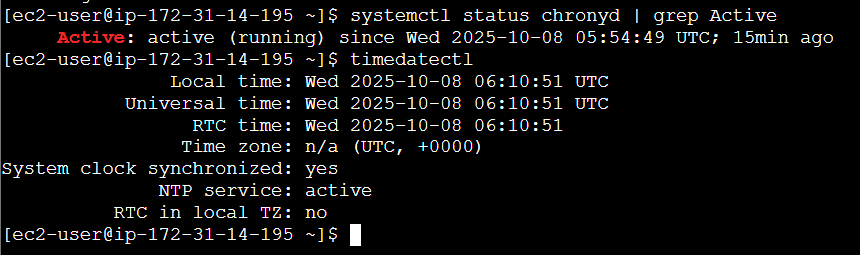 [ec2-user@ip-172-31-14-195 ~]$ systemctl status chronyd | grep Active
Active: active (running) since Wed 2025-10-08 05:54:49 UTC; 15min ago
[ec2-user@ip-172-31-14-195 ~]$ timedatectl
Local time: Wed 2025-10-08 06:10:51 UTC
Universal time: Wed 2025-10-08 06:10:51 UTC
RTC time: Wed 2025-10-08 06:10:51
Time zone: n/a (UTC, +0000)
System clock synchronized: yes
NTP service: active
RTC in local TZ: no
[ec2-user@ip-172-31-14-195 ~]$